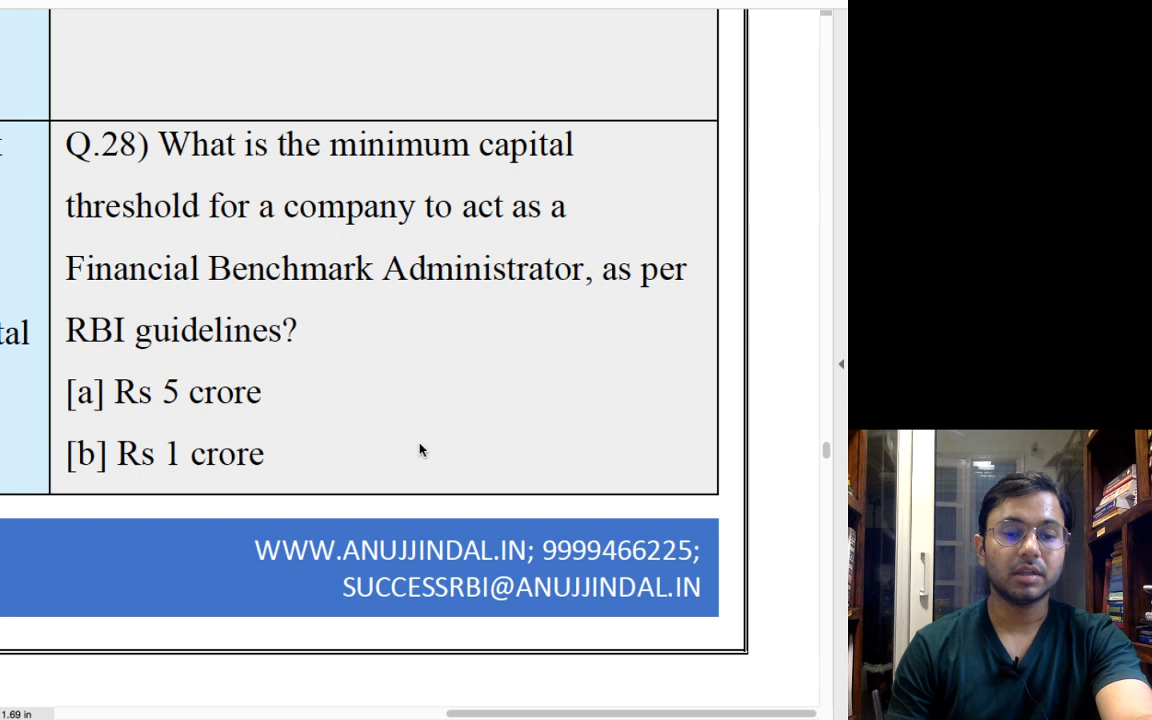 Q.28) What is the minimum capital
threshold for a company to act as a
Financial Benchmark Administrator, as per
tal
RBI guidelines?
[a] Rs 5 crore
[b] Rs 1 crore
WWW.ANUJJINDAL.IN; 9999466225;
SUCCESSRBI@ANUJJINDAL.IN
1.69 in